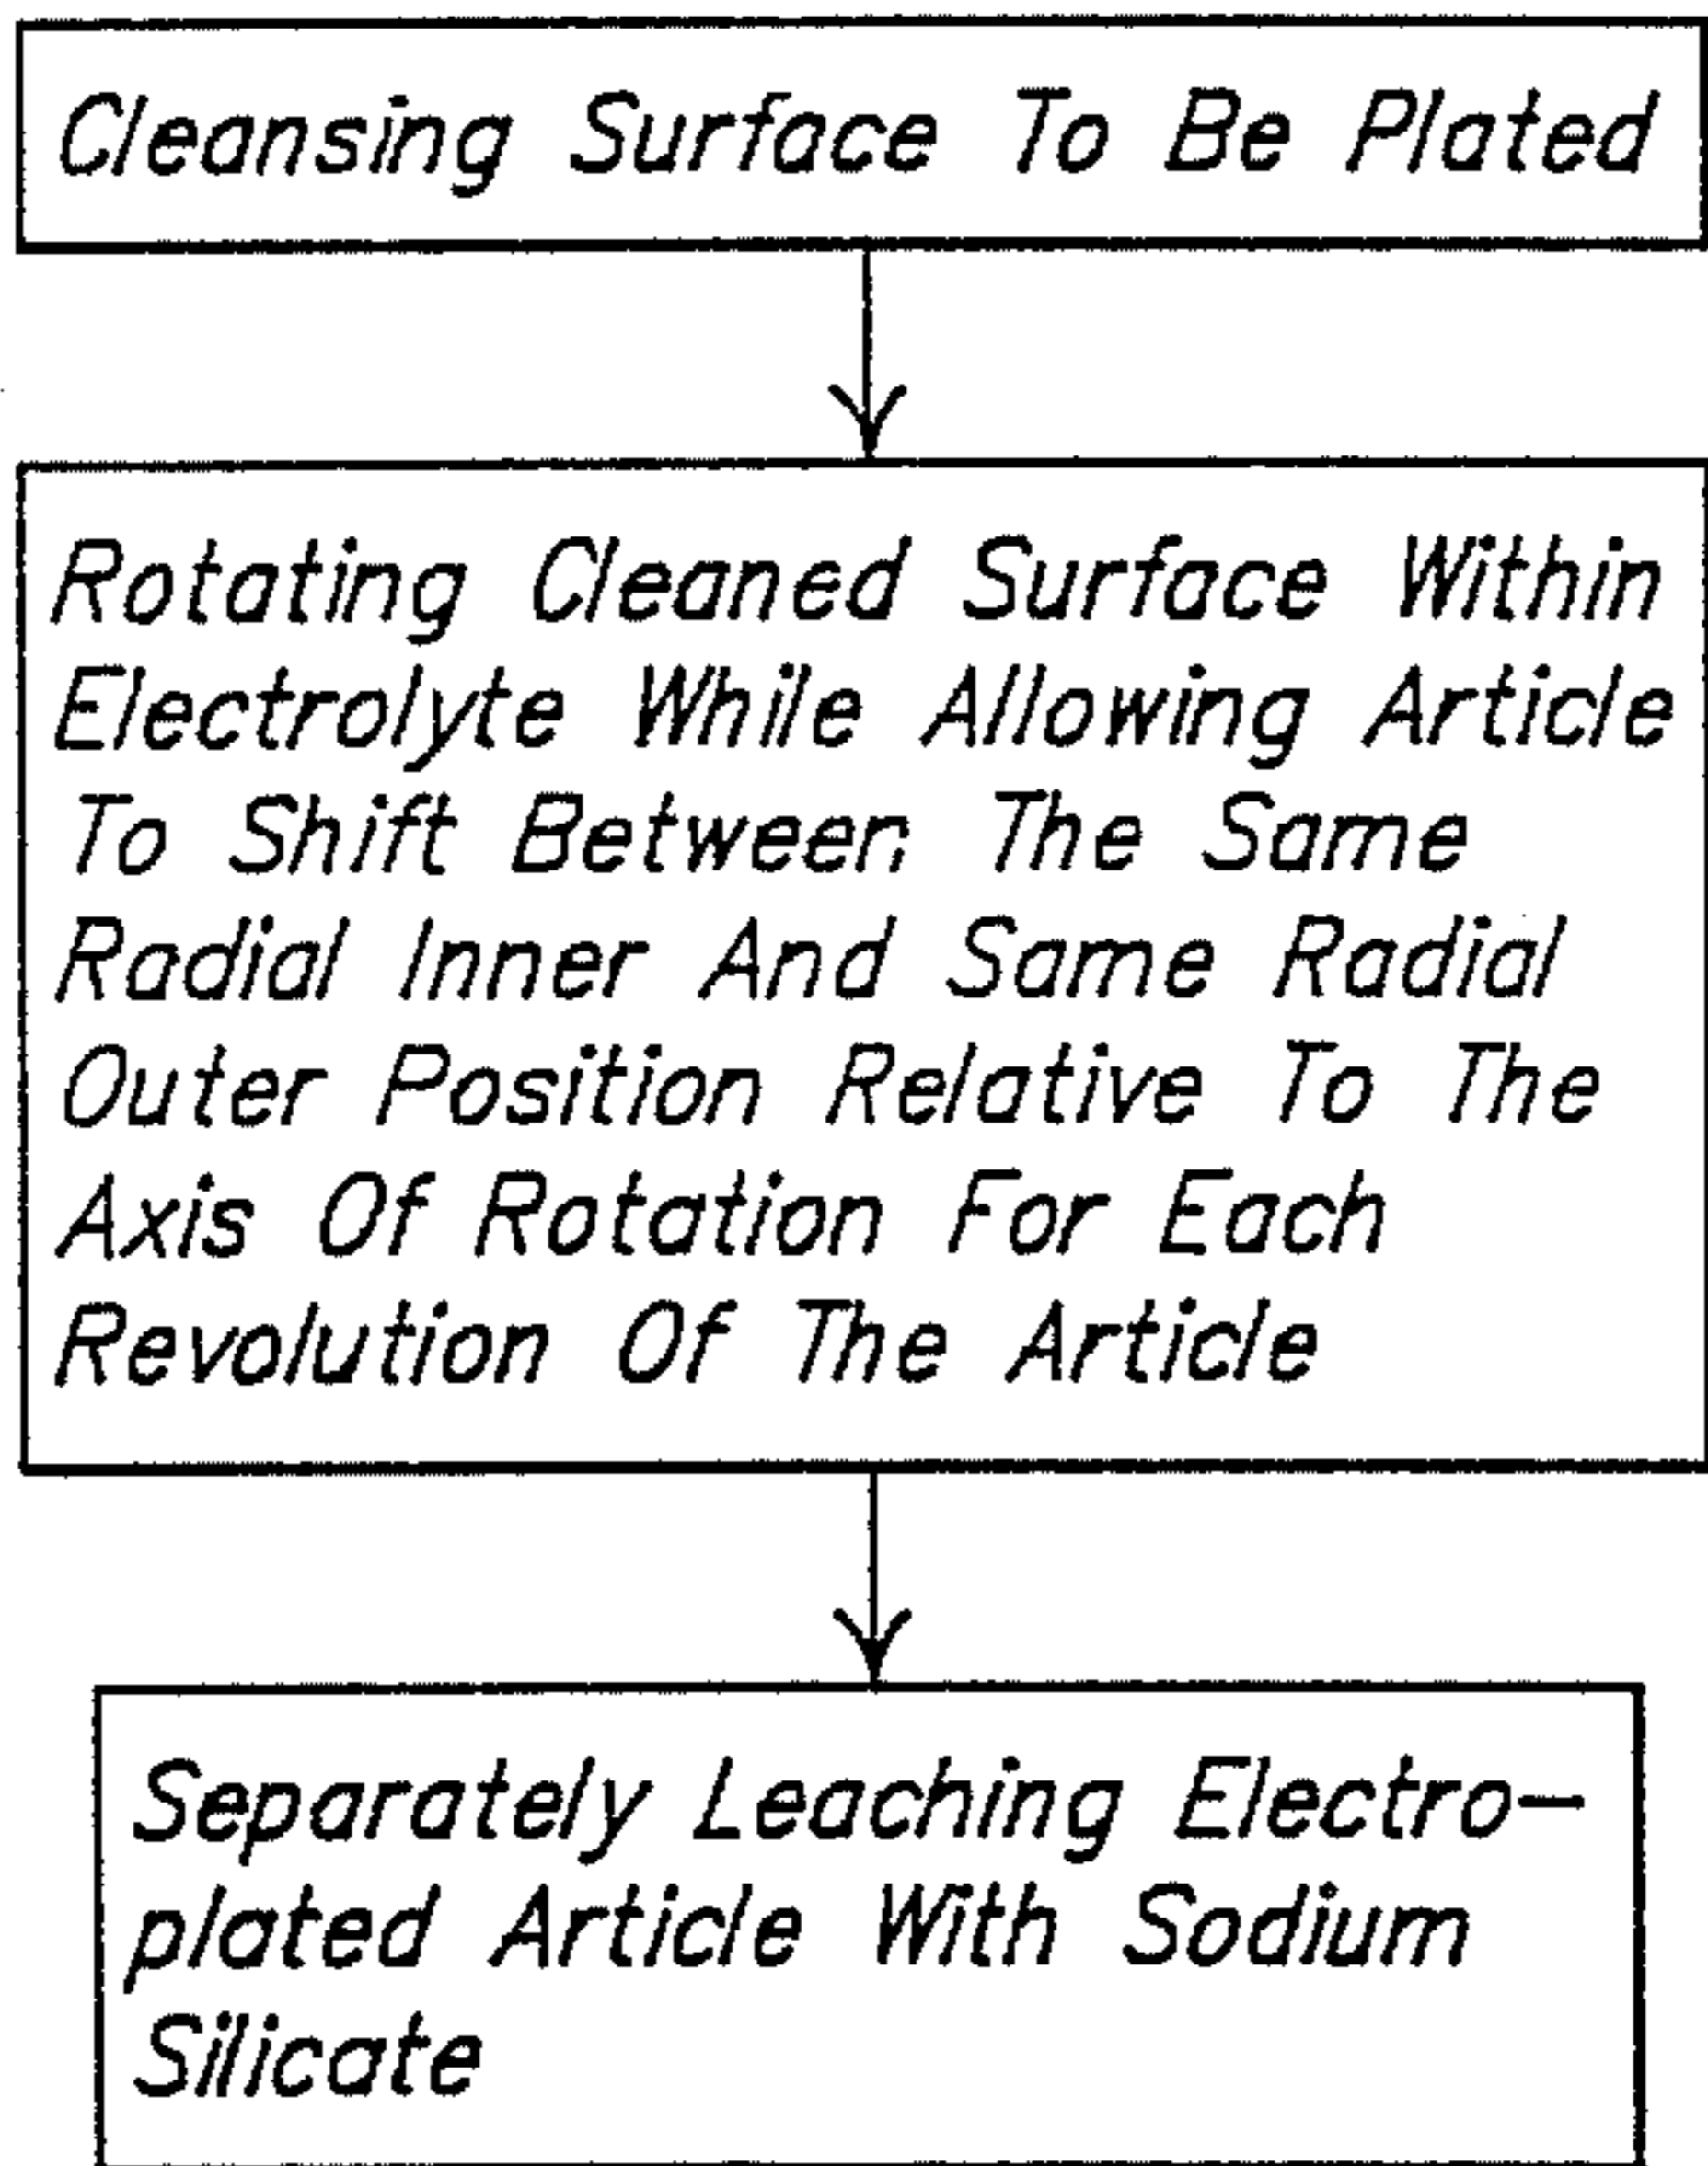 Cleansing Surface To Be Plated
Rotating Cleaned Surface Within
Electrolyte While Allowing Article
To Shift Between The Same
Radial Inner And Same Radial
Outer Position Relative To The
Axis Of Rotation For Each
Revolution Of The Article
Separately Leaching Electro-
plated Article With Sodium
Silicate